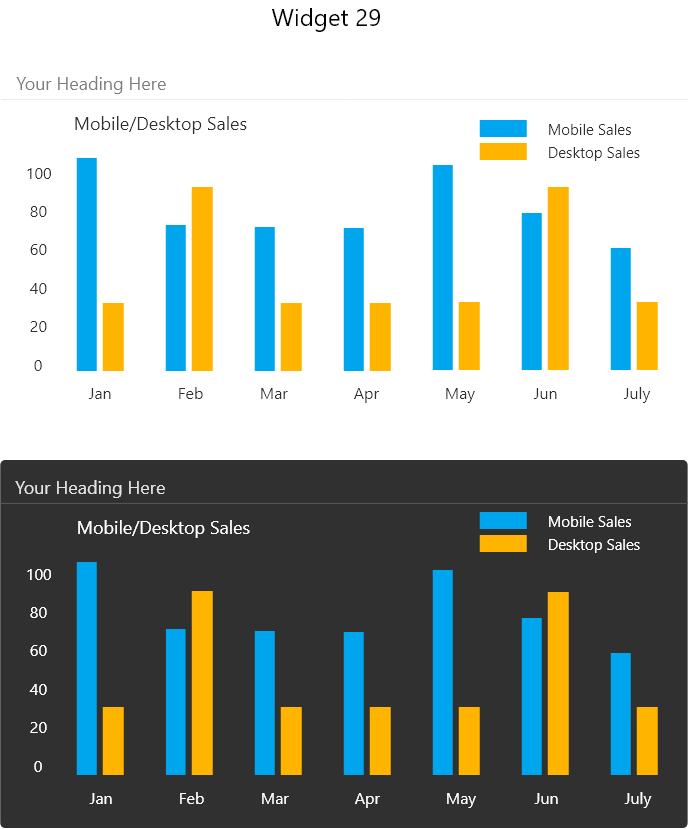 Widget 29
Your Heading Here
Mobile/Desktop Sales
Mobile Sales
Desktop Sales
100
80
60
40
20
0
Jan Feb Mar Apr May Jun July
Your Heading Here
Mobile/Desktop Sales
Mobile Sales
Desktop Sales
100
80
60
40
20
0
Jan Feb Mar Apr May Jun July